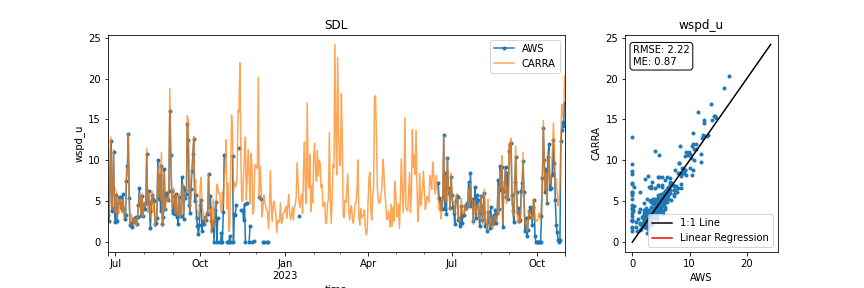 SDL
wspd_u
25
20
15
10
5
0
wspd_u
AWS
CARRA
Jul
Oct
Jan
2023
Apr
Jul
Oct
time
25
20
15
10
5
0
CARRA
RMSE: 2.22
ME: 0.87
1:1 Line
Linear Regression
0
10
20
AWS